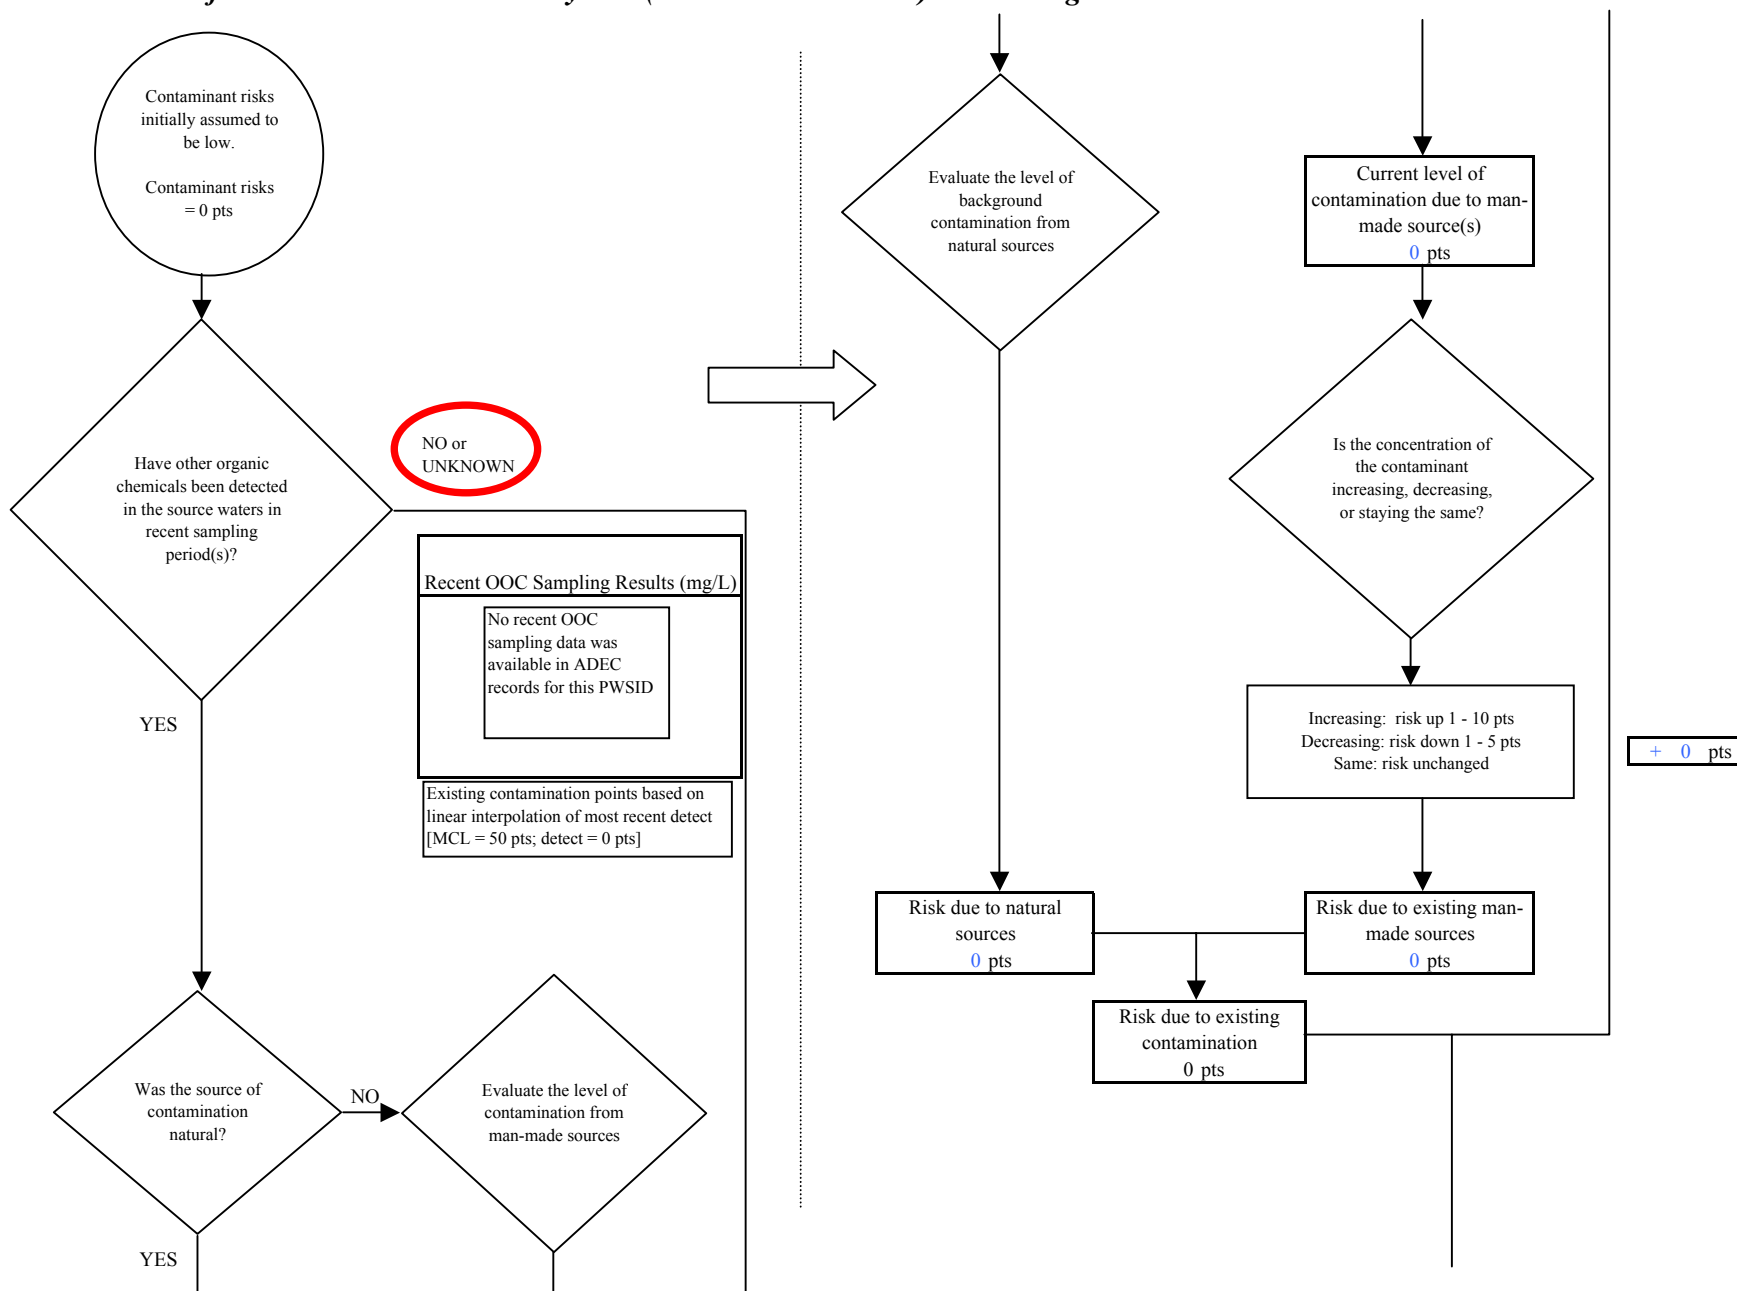 Contaminant risks
initially assumed to
be low.
Contaminant risks
= 0 pts
Have other organic
chemicals been detected
in the source waters in
recent sampling
period(s)?
NO or
UNKNOWN
Recent OOC Sampling Results (mg/L)
No recent OOC
sampling data was
available in ADEC
records for this PWSID
Existing contamination points based on
linear interpolation of most recent detect
[MCL = 50 pts; detect = 0 pts]
YES
Was the source of
contamination
natural?
NO
Evaluate the level of
contamination from
man-made sources
YES
Evaluate the level of
background
contamination from
natural sources
Current level of
contamination due to man-
made source(s)
0 pts
Is the concentration of
the contaminant
increasing, decreasing,
or staying the same?
Increasing: risk up 1 - 10 pts
Decreasing: risk down 1 - 5 pts
Same: risk unchanged
+ 0 pts
Risk due to natural
sources
0 pts
Risk due to existing man-
made sources
0 pts
Risk due to existing
contamination
0 pts